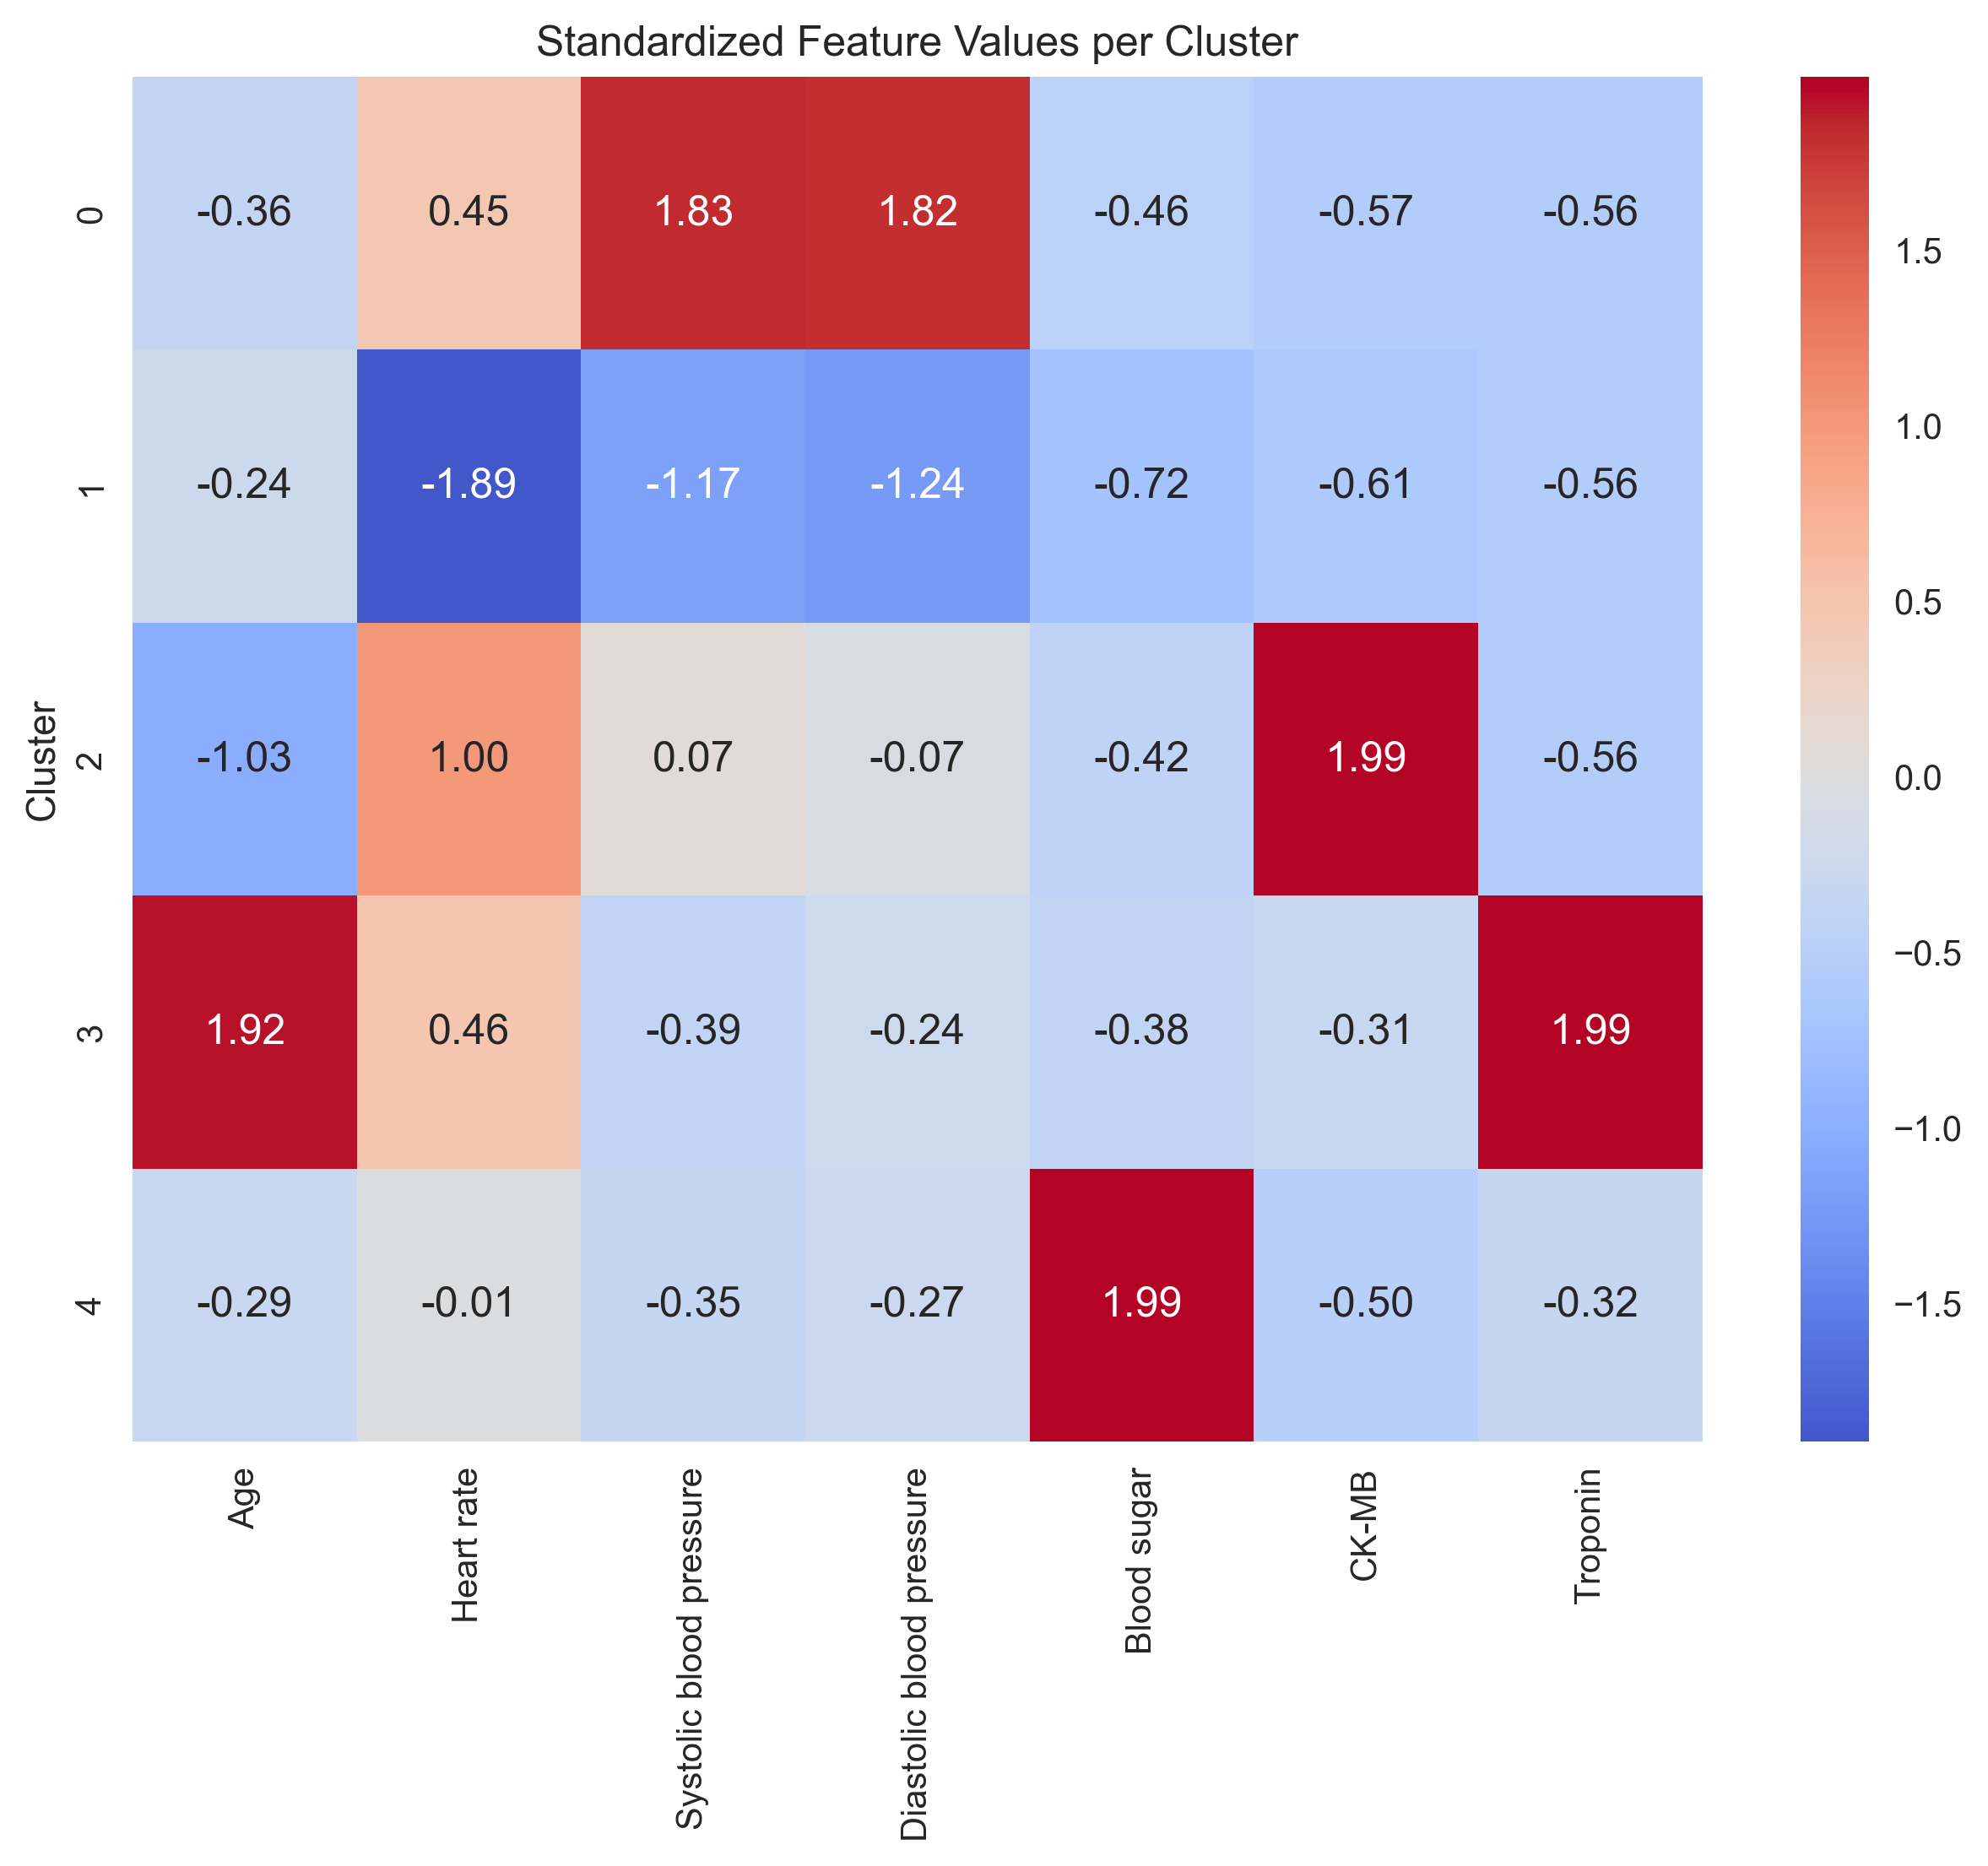 Standardized Feature Values per Cluster
Cluster
0 -0.36 0.45 1.83 1.82 -0.46 -0.57 -0.56
1 -0.24 -1.89 -1.17 -1.24 -0.72 -0.61 -0.56
2 -1.03 1.00 0.07 -0.07 -0.42 1.99 -0.56
3 1.92 0.46 -0.39 -0.24 -0.38 -0.31 1.99
4 -0.29 -0.01 -0.35 -0.27 1.99 -0.50 -0.32
Age
Heart rate
Systolic blood pressure
Diastolic blood pressure
Blood sugar
CK-MB
Troponin
1.5
1.0
0.5
0.0
−0.5
−1.0
−1.5